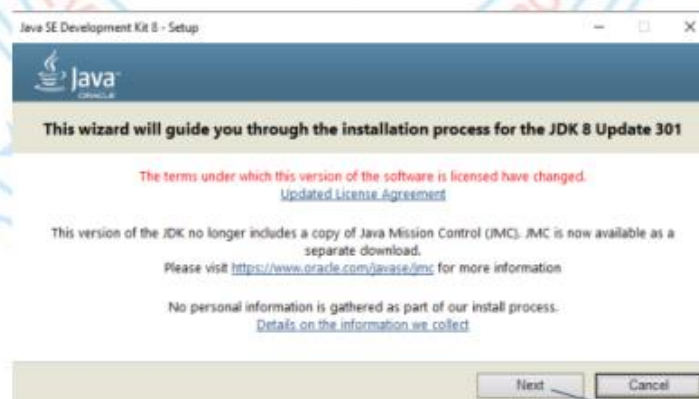 Java SE Development Kit 8 - Setup
Java
ORACLE
This wizard will guide you through the installation process for the JDK 8 Update 301
The terms under which this version of the software is licensed have changed.
Updated License Agreement
This version of the JDK no longer includes a copy of Java Mission Control (JMC). JMC is now available as a
separate download.
Please visit https://www.oracle.com/javase/jmc for more information
No personal information is gathered as part of our install process.
Details on the information we collect
Next
Cancel